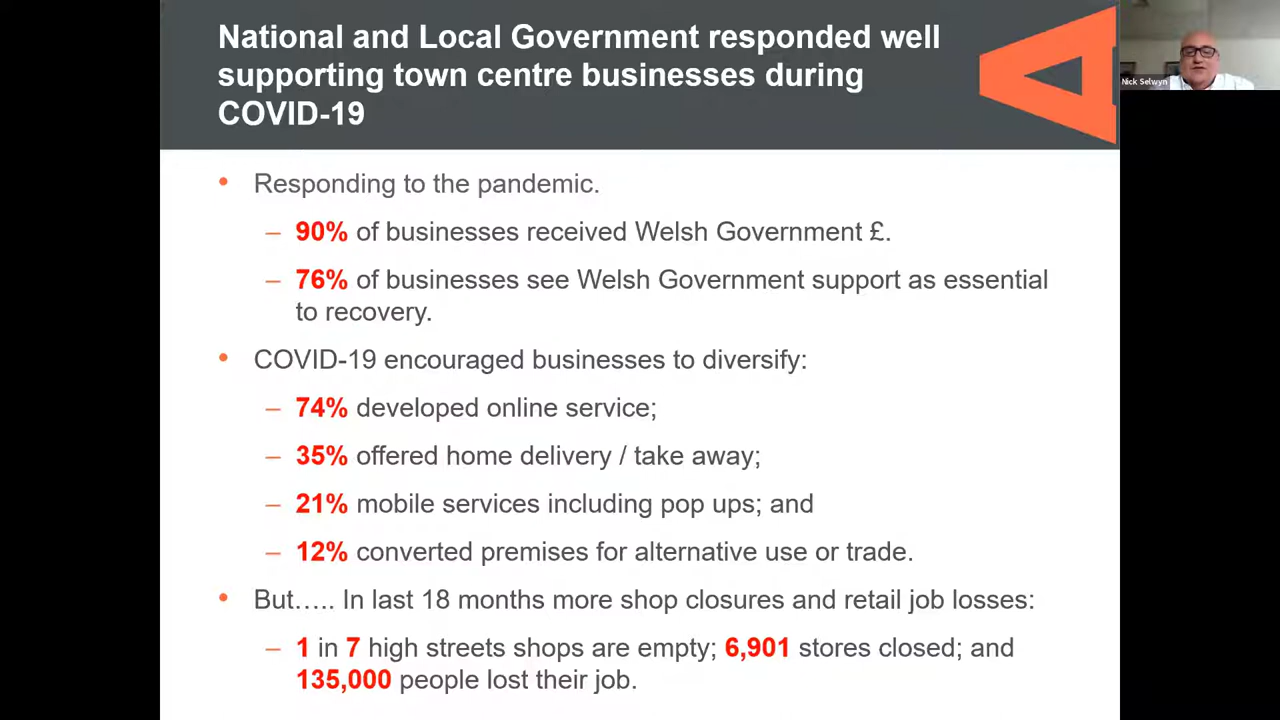 National and Local Government responded well
supporting town centre businesses during
COVID-19
Nick Selwyn
• Responding to the pandemic.
– 90% of businesses received Welsh Government £.
– 76% of businesses see Welsh Government support as essential
to recovery.
• COVID-19 encouraged businesses to diversify:
– 74% developed online service;
– 35% offered home delivery / take away;
– 21% mobile services including pop ups; and
– 12% converted premises for alternative use or trade.
• But….. In last 18 months more shop closures and retail job losses:
– 1 in 7 high streets shops are empty; 6,901 stores closed; and
135,000 people lost their job.